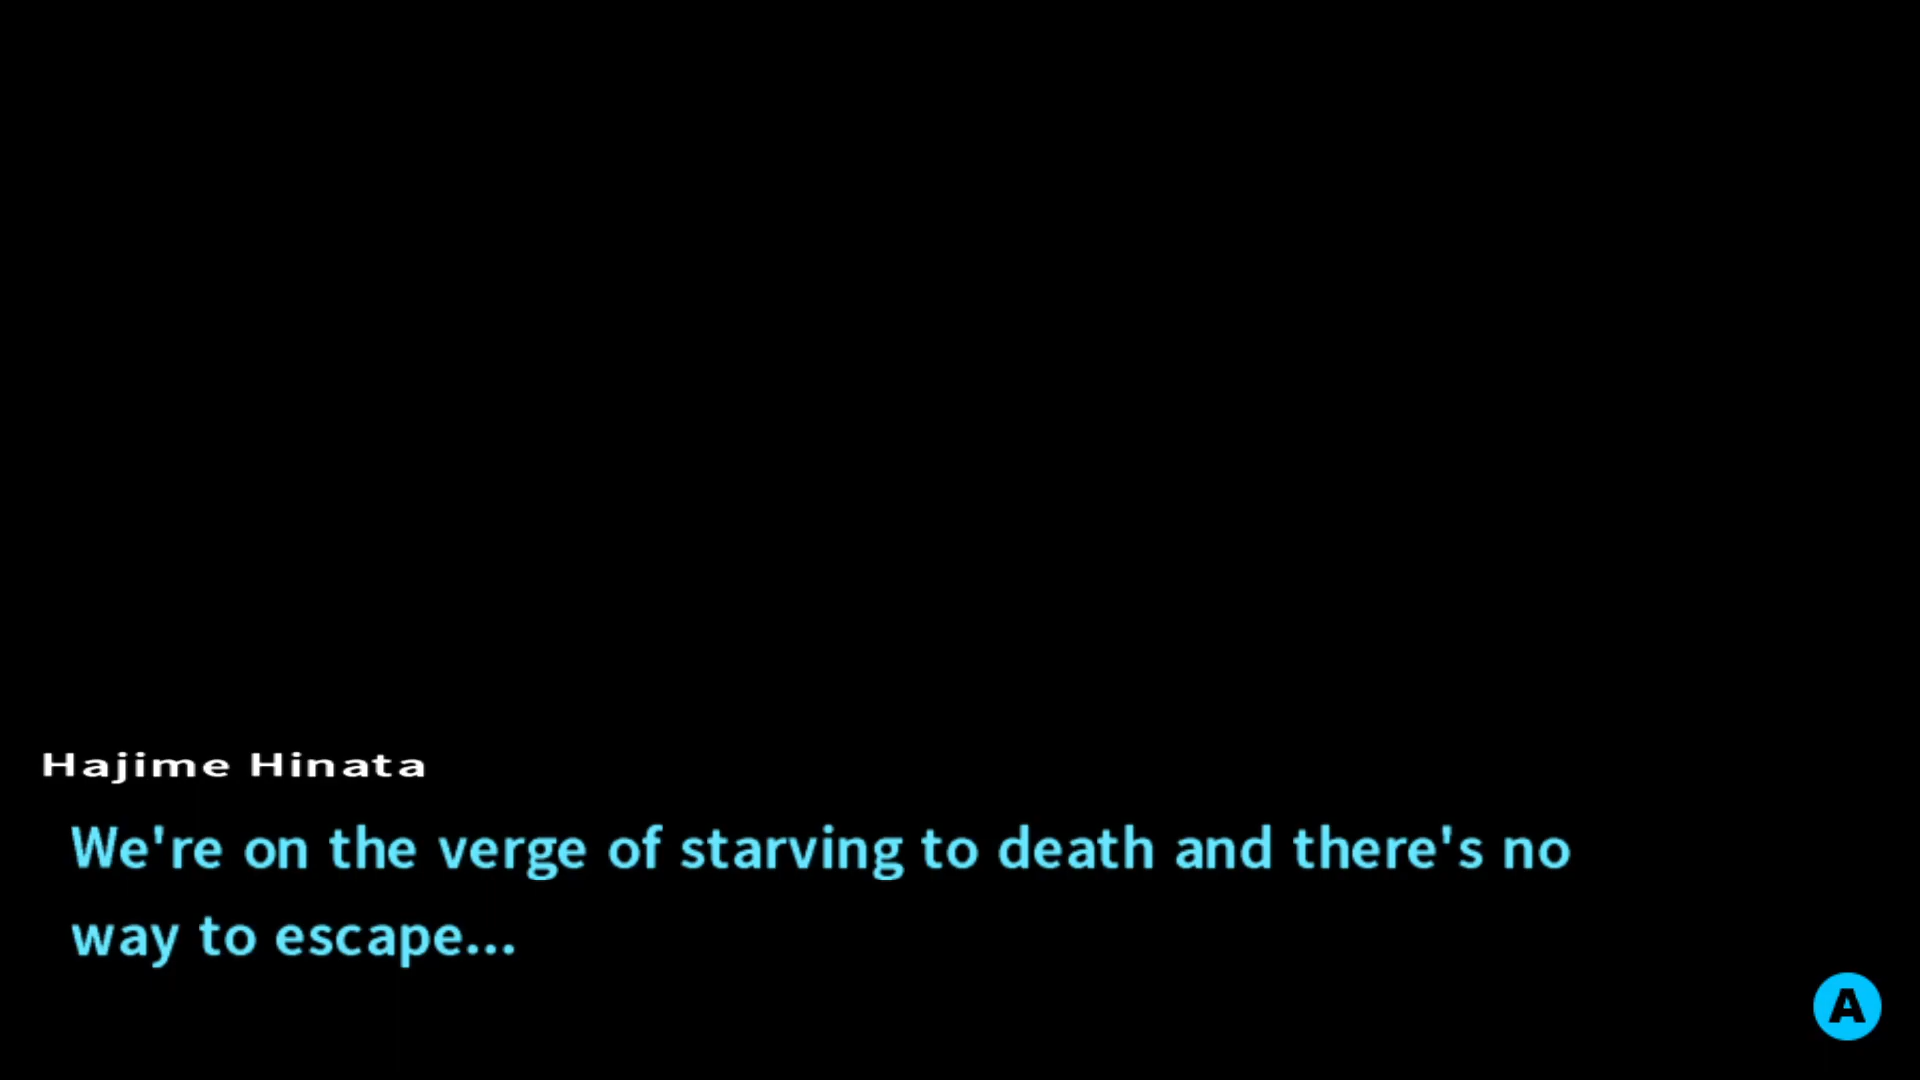 Hajime Hinata
We're on the verge of starving to death and there's no
way to escape...
A